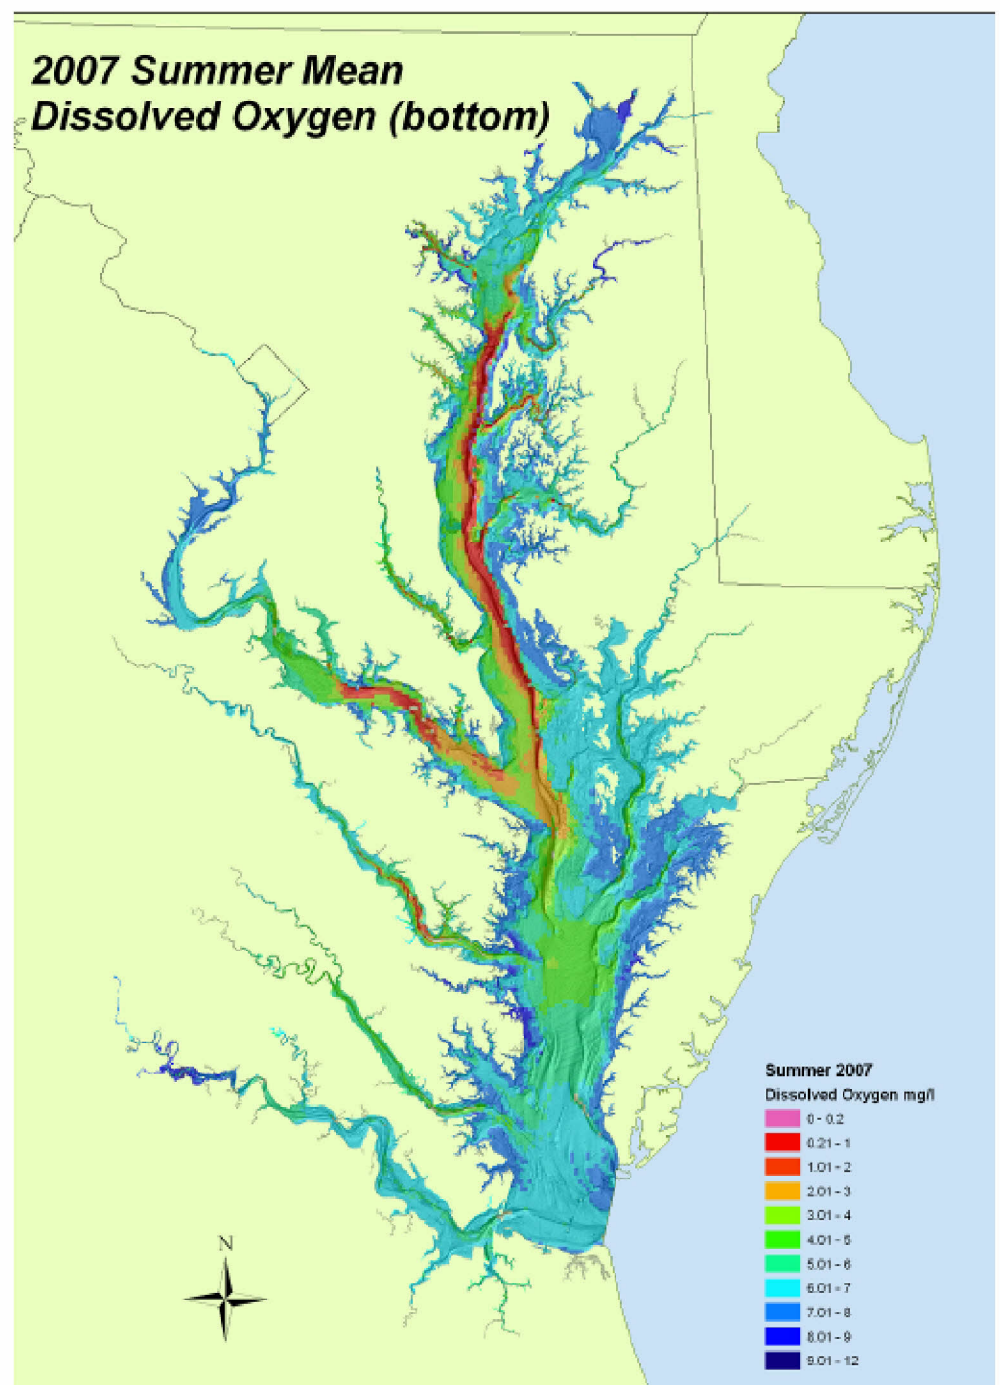 2007 Summer Mean
Dissolved Oxygen (bottom)
Summer 2007
Dissolved Oxygen mg/l
0 - 0.2
0.21 - 1
1.01 - 2
2.01 - 3
3.01 - 4
4.01 - 5
5.01 - 6
6.01 - 7
7.01 - 8
8.01 - 9
9.01 - 12
N